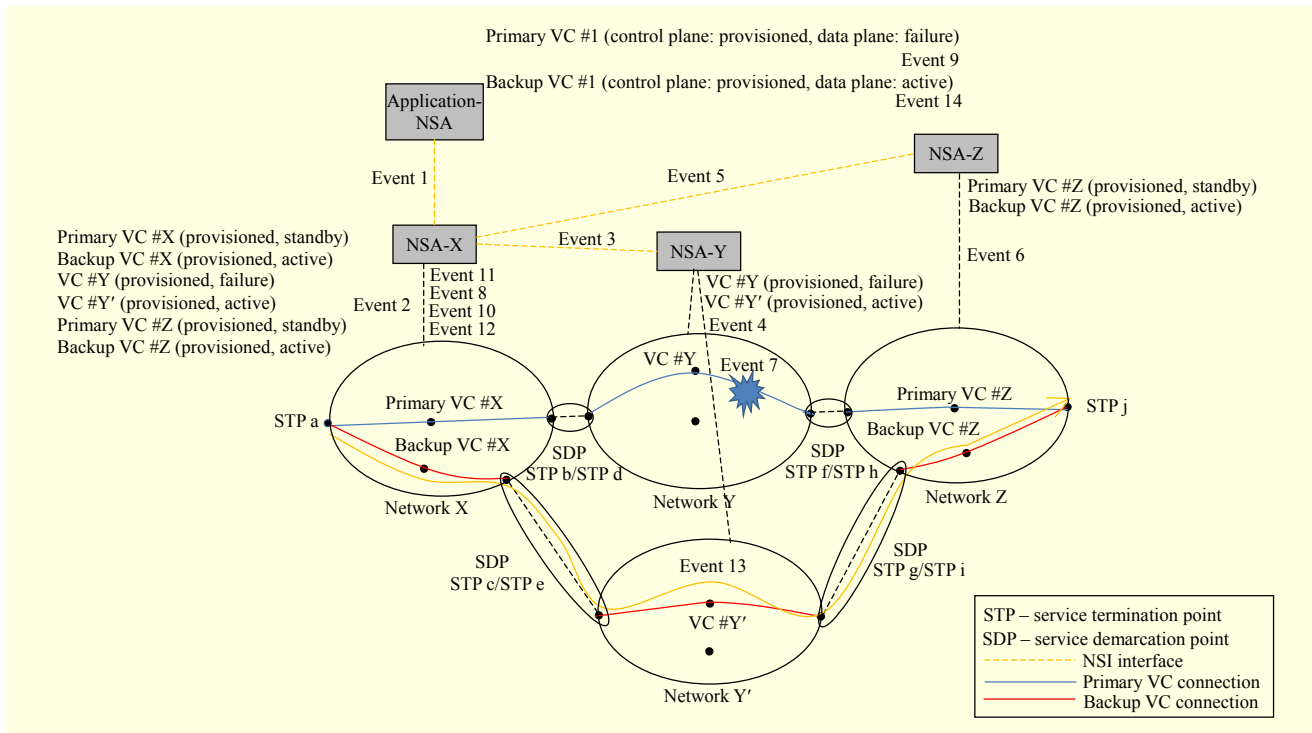 Primary VC #1 (control plane: provisioned, data plane: failure)
Event 9
Backup VC #1 (control plane: provisioned, data plane: active)
Event 14
Application-
NSA
NSA-Z
Event 1
Event 5
Primary VC #Z (provisioned, standby)
Backup VC #Z (provisioned, active)
Primary VC #X (provisioned, standby)
Backup VC #X (provisioned, active)
VC #Y (provisioned, failure)
VC #Y′ (provisioned, active)
Primary VC #Z (provisioned, standby)
Backup VC #Z (provisioned, active)
NSA-X
Event 3
NSA-Y
Event 6
Event 2
Event 11
Event 8
Event 10
Event 12
VC #Y (provisioned, failure)
VC #Y′ (provisioned, active)
Event 4
VC #Y
Event 7
STP a
Primary VC #X
Backup VC #X
Primary VC #Z
Backup VC #Z
STP j
SDP
STP b/STP d
SDP
STP f/STP h
Network X
Network Y
Network Z
SDP
STP c/STP e
Event 13
VC #Y′
SDP
STP g/STP i
Network Y′
STP – service termination point
SDP – service demarcation point
NSI interface
Primary VC connection
Backup VC connection